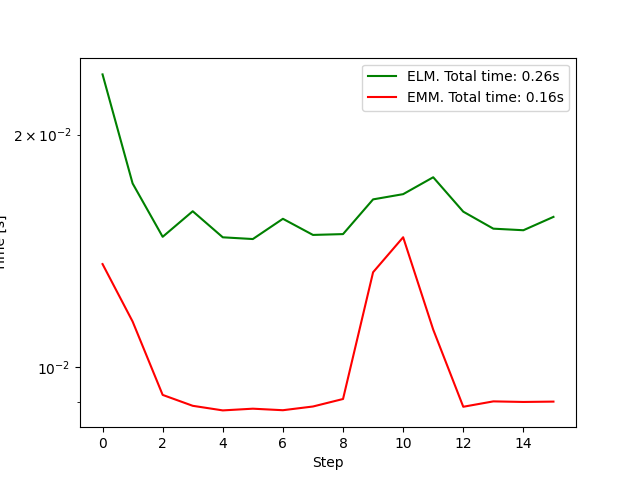 ELM. Total time: 0.26s
EMM. Total time: 0.16s
2 × 10⁻²
10⁻²
[s]
0 2 4 6 8 10 12 14
Step